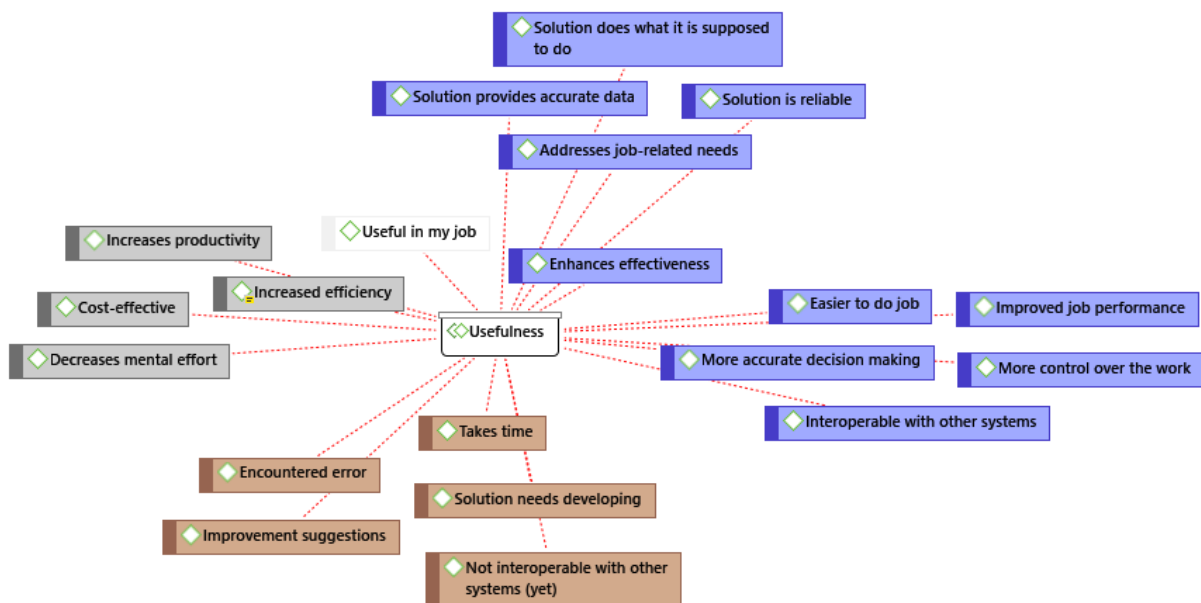 Solution does what it is supposed
to do
Solution provides accurate data
Solution is reliable
Addresses job-related needs
Increases productivity
Useful in my job
Enhances effectiveness
Increased efficiency
Cost-effective
Easier to do job
Improved job performance
Usefulness
Decreases mental effort
More accurate decision making
More control over the work
Interoperable with other systems
Takes time
Encountered error
Solution needs developing
Improvement suggestions
Not interoperable with other
systems (yet)